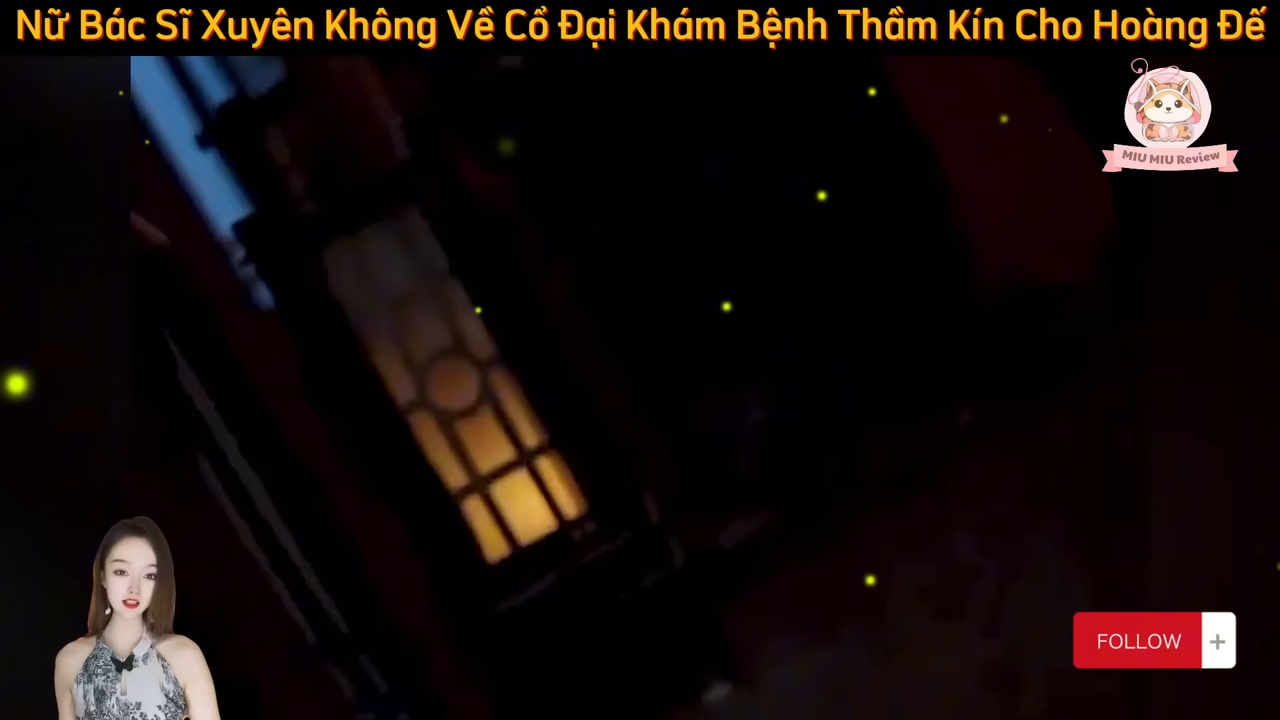 Nữ Bác Sĩ Xuyên Không Về Cổ Đại Khám Bệnh Thầm Kín Cho Hoàng Đế
MIU MIU Review
FOLLOW +